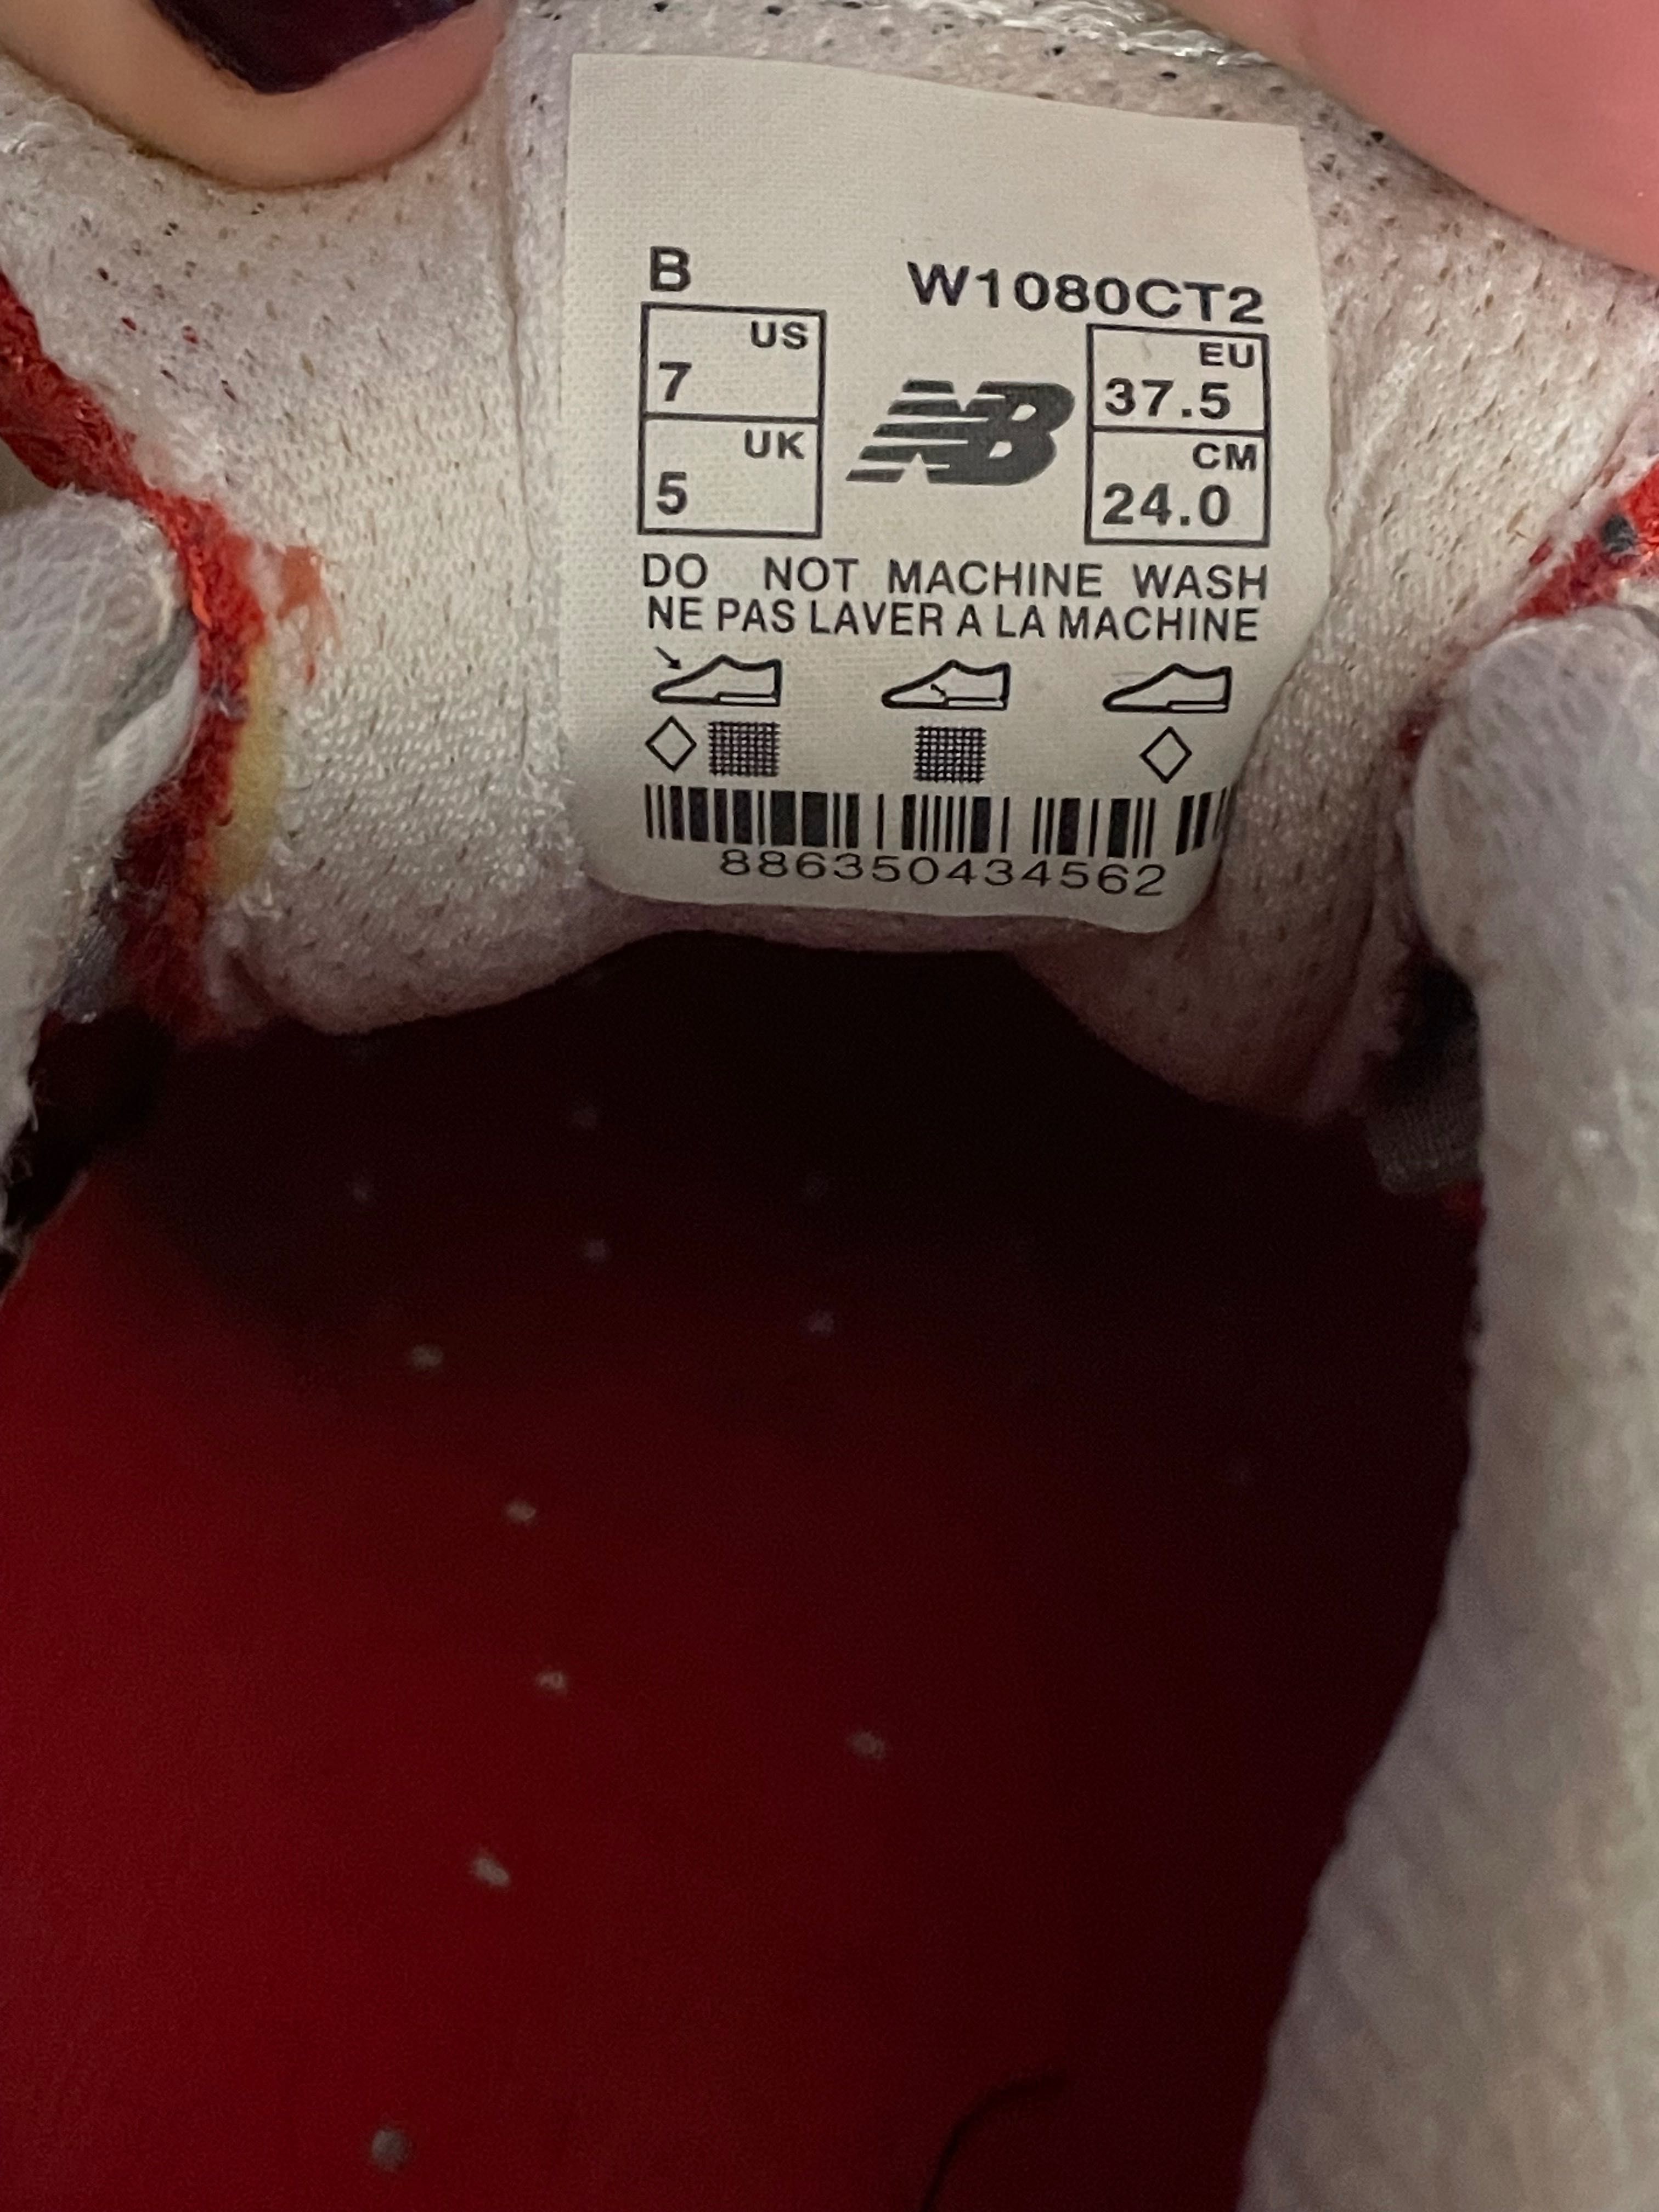 B W1080CT2
US EU
7 37.5
UK CM
5 24.0
NB
DO NOT MACHINE WASH
NE PAS LAVER A LA MACHINE
886350434562